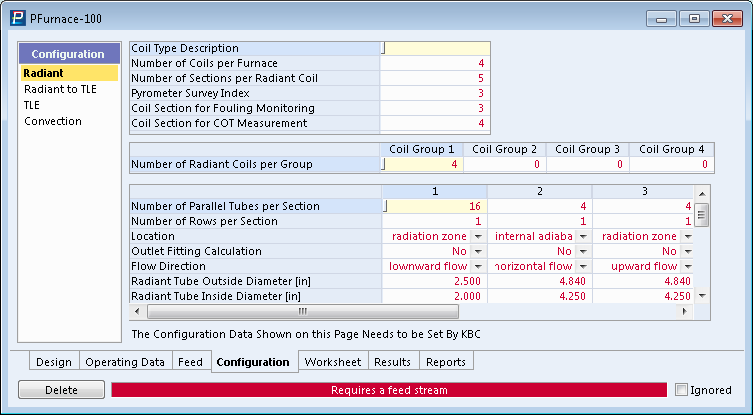 PFurnace-100
Configuration
Radiant
Radiant to TLE
TLE
Convection
Coil Type Description
Number of Coils per Furnace 4
Number of Sections per Radiant Coil 5
Pyrometer Survey Index 3
Coil Section for Fouling Monitoring 3
Coil Section for COT Measurement 4
Coil Group 1 Coil Group 2 Coil Group 3 Coil Group 4
Number of Radiant Coils per Group 4 0 0 0
1 2 3
Number of Parallel Tubes per Section 16 4 4
Number of Rows per Section 1 1 1
Location radiation zone internal adiaba radiation zone
Outlet Fitting Calculation No No No
Flow Direction lownward flow horizontal flow upward flow
Radiant Tube Outside Diameter [in] 2.500 4.840 4.840
Radiant Tube Inside Diameter [in] 2.000 4.250 4.250
The Configuration Data Shown on this Page Needs to be Set By KBC
Design Operating Data Feed Configuration Worksheet Results Reports
Delete Requires a feed stream Ignored